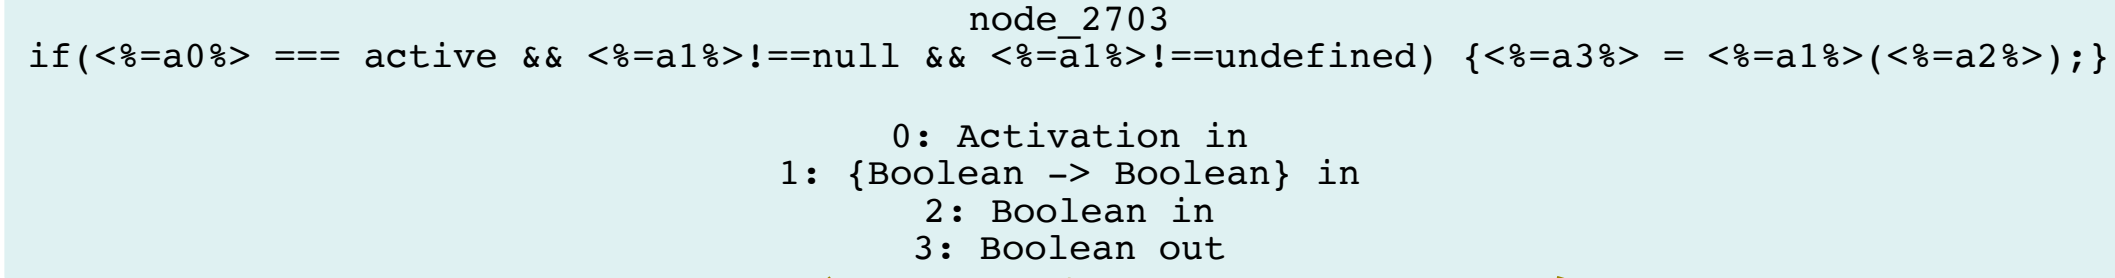 node_2703
if(<%=a0%> === active && <%=a1%>!==null && <%=a1%>!==undefined) {<%=a3%> = <%=a1%>(<%=a2%>);}
0: Activation in
1: {Boolean -> Boolean} in
2: Boolean in
3: Boolean out